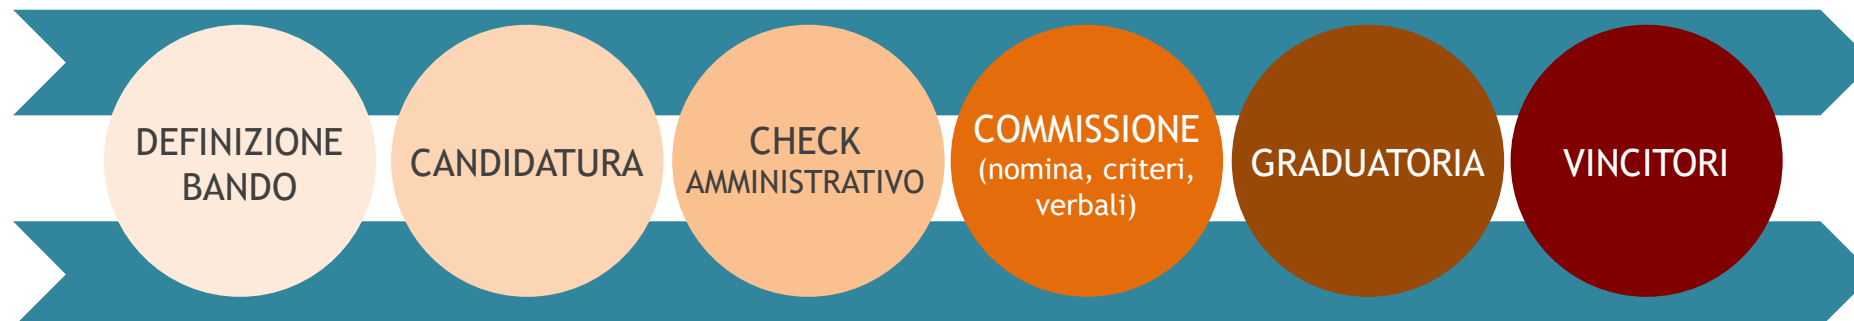 DEFINIZIONE
BANDO
CANDIDATURA
CHECK
AMMINISTRATIVO
COMMISSIONE
(nomina, criteri,
verbali)
GRADUATORIA
VINCITORI